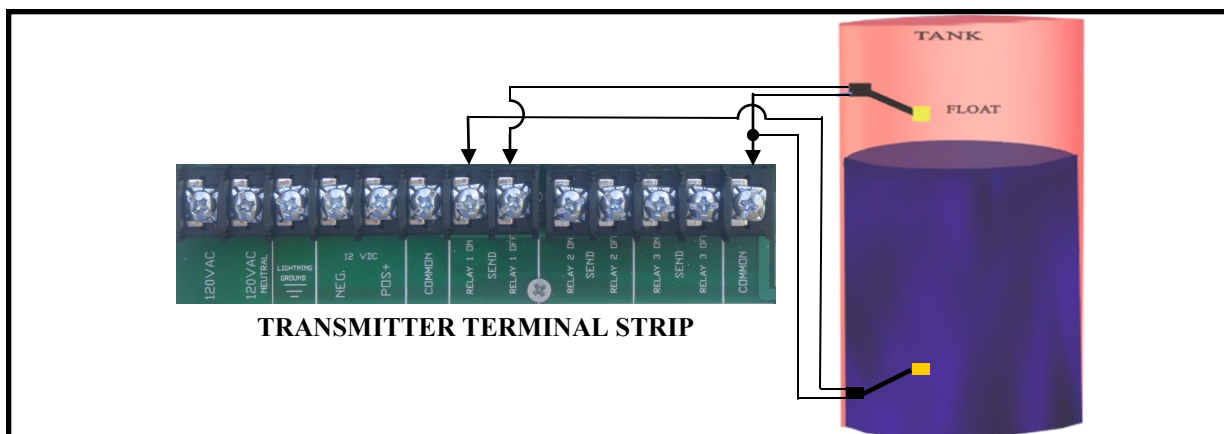 TANK
FLOAT
120VAC
120VAC
NEUTRAL
LIGHTNING
GROUND
12 VDC
NEG.
POS+
COMMON
RELAY 1 ON
SEND
RELAY 1 OFF
RELAY 2 ON
SEND
RELAY 2 OFF
RELAY 3 ON
SEND
RELAY 3 OFF
COMMON
TRANSMITTER TERMINAL STRIP